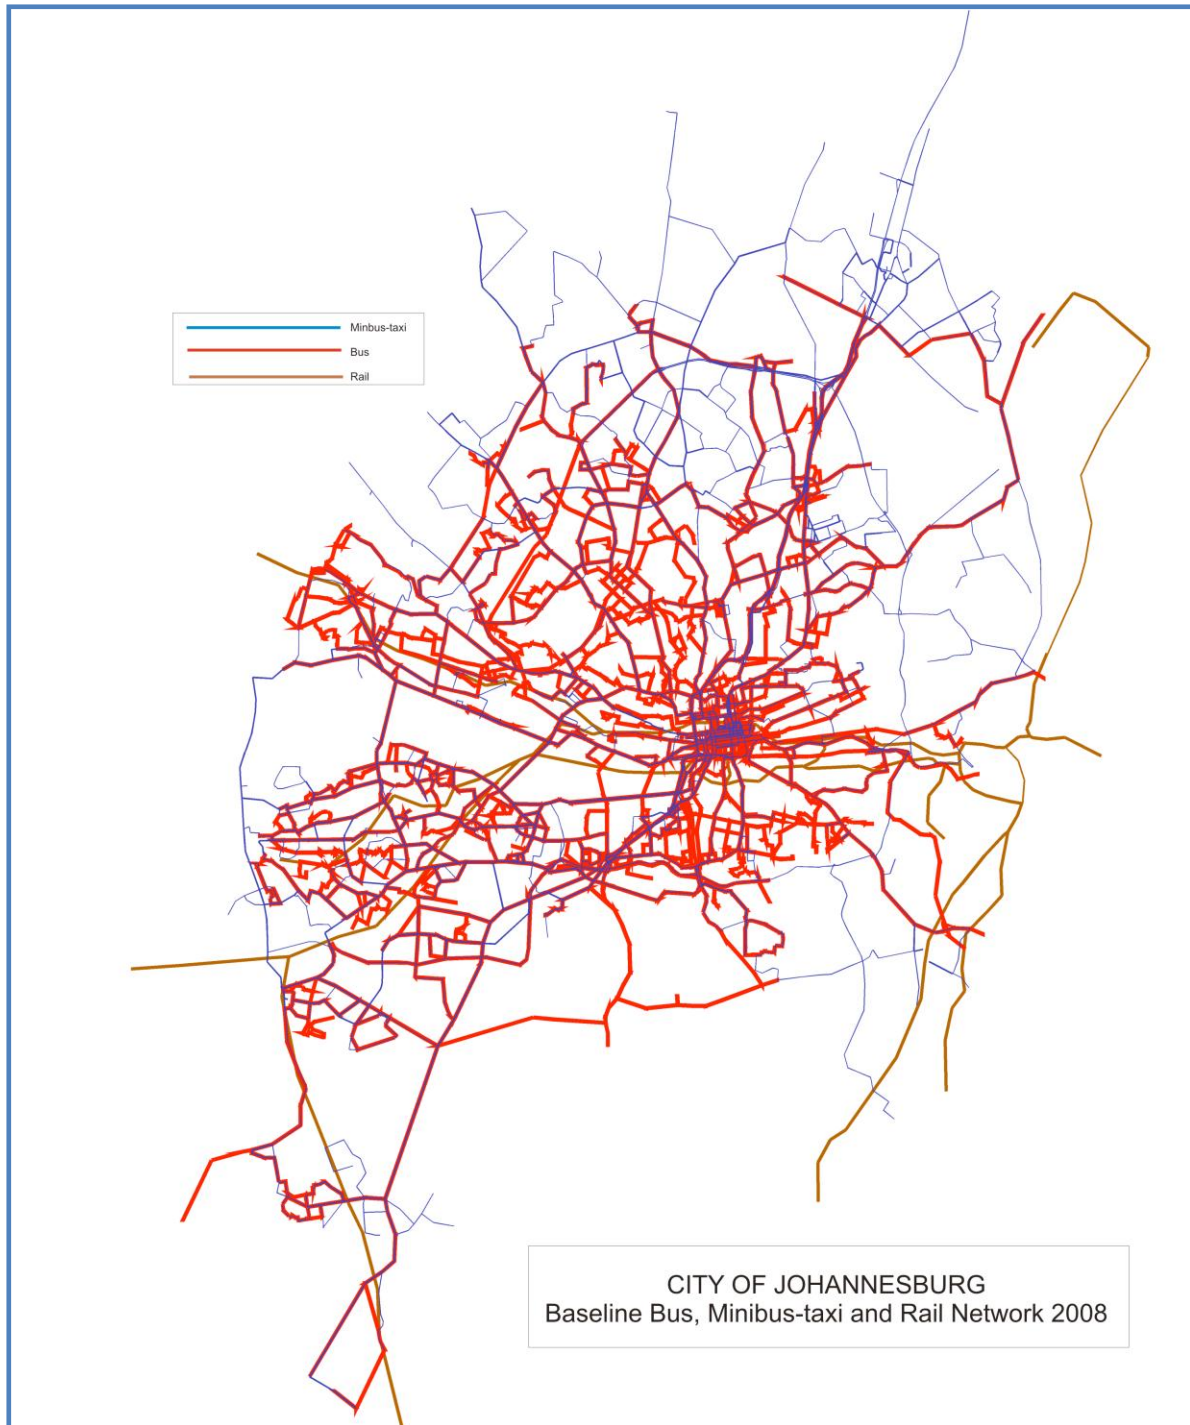 Minbus-taxi
Bus
Rail
CITY OF JOHANNESBURG
Baseline Bus, Minibus-taxi and Rail Network 2008